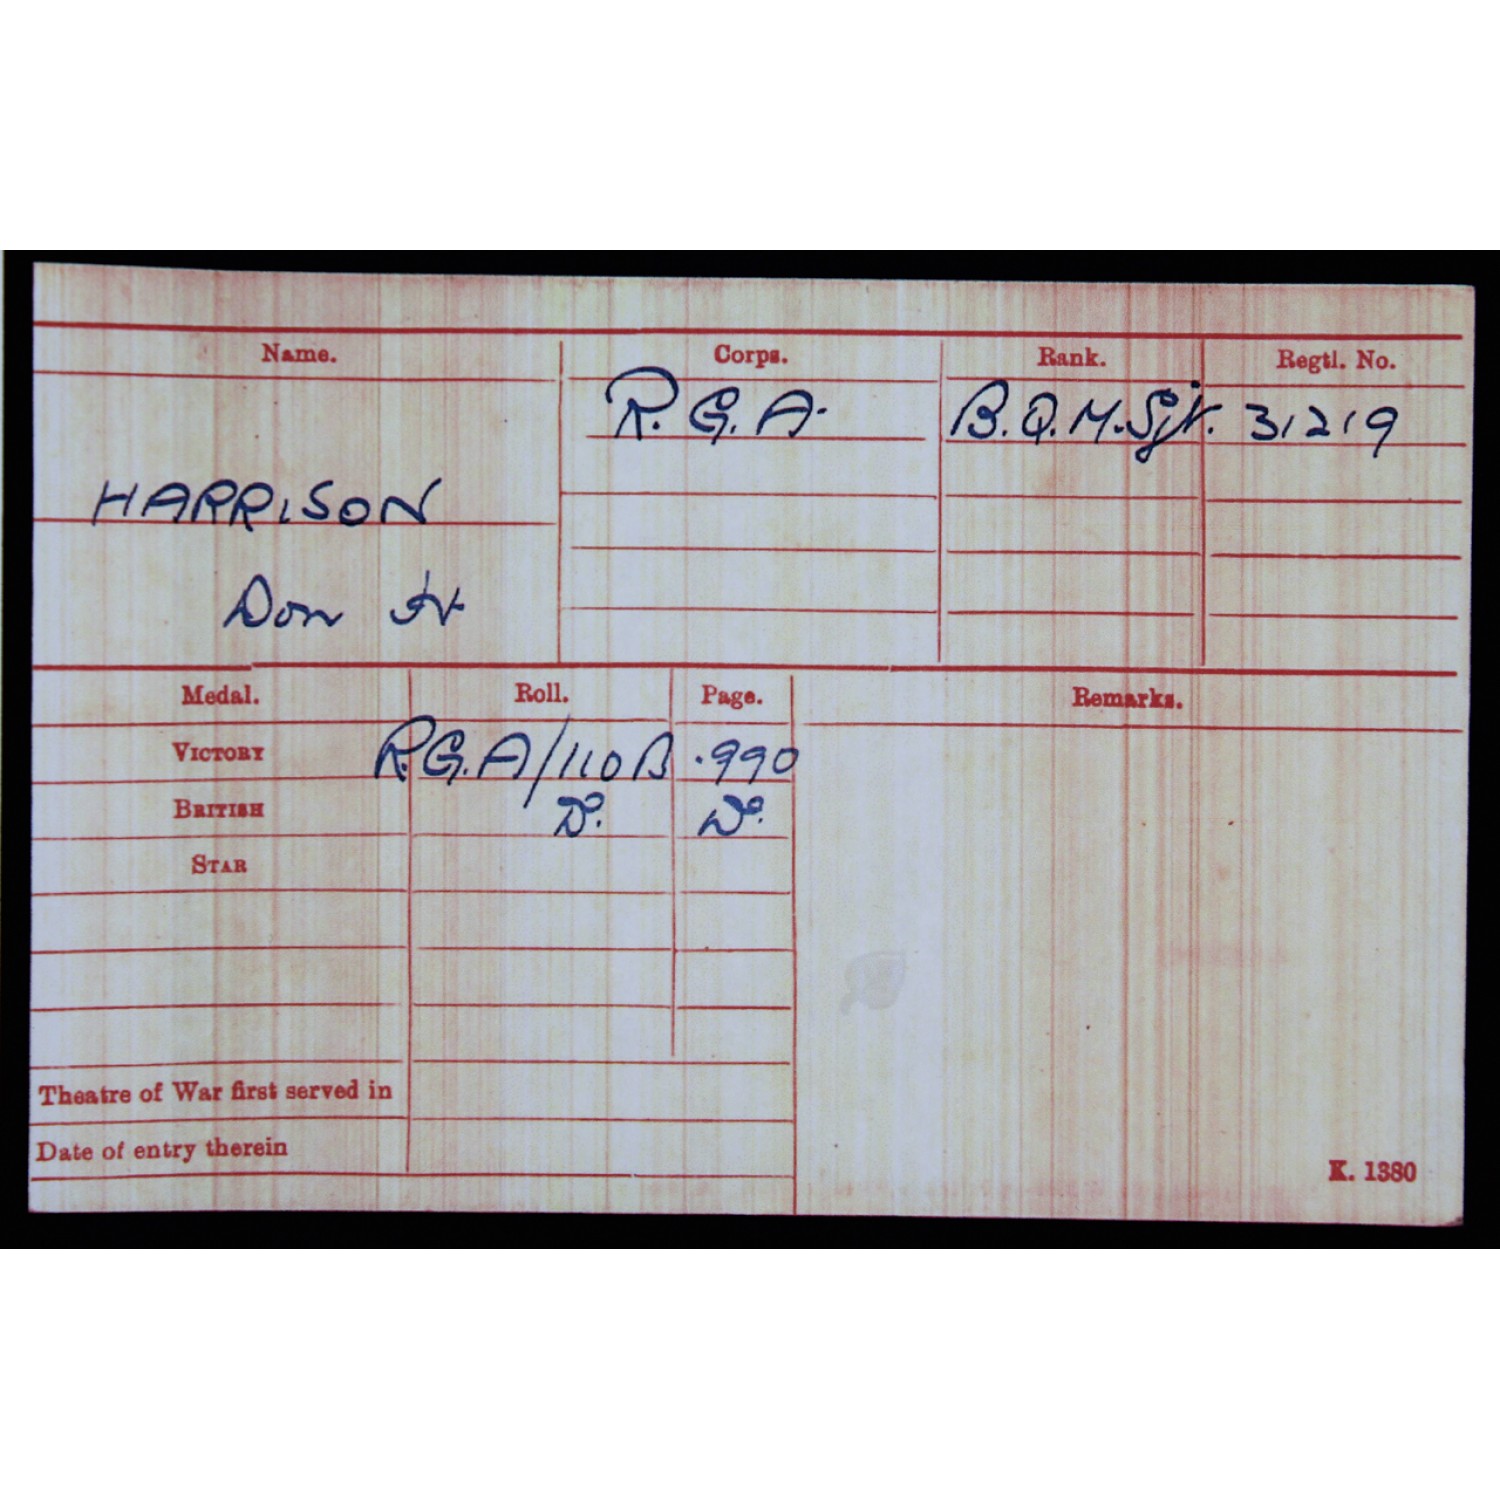 Name. Corps. Rank. Regtl. No.
R.G.A. B.Q.M.Sjt. 31219
HARRISON
Don H.
Medal. Roll. Page. Remarks.
VICTORY R.G.A/110B .990
BRITISH Do. Do.
STAR
Theatre of War first served in
Date of entry therein
K. 1380